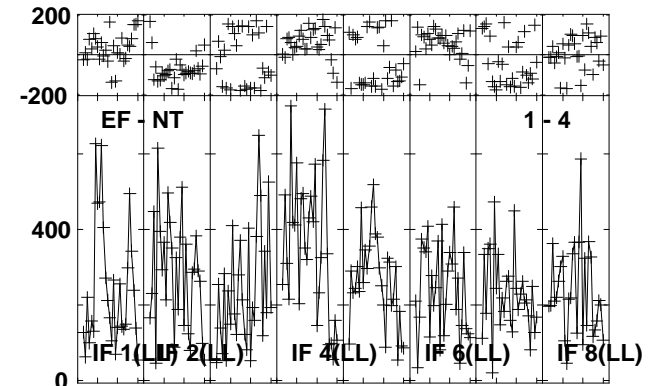 200
-200
EF - NT 1 - 4
400
IF 1(LL) IF 2(LL) IF 4(LL) IF 6(LL) IF 8(LL)
0